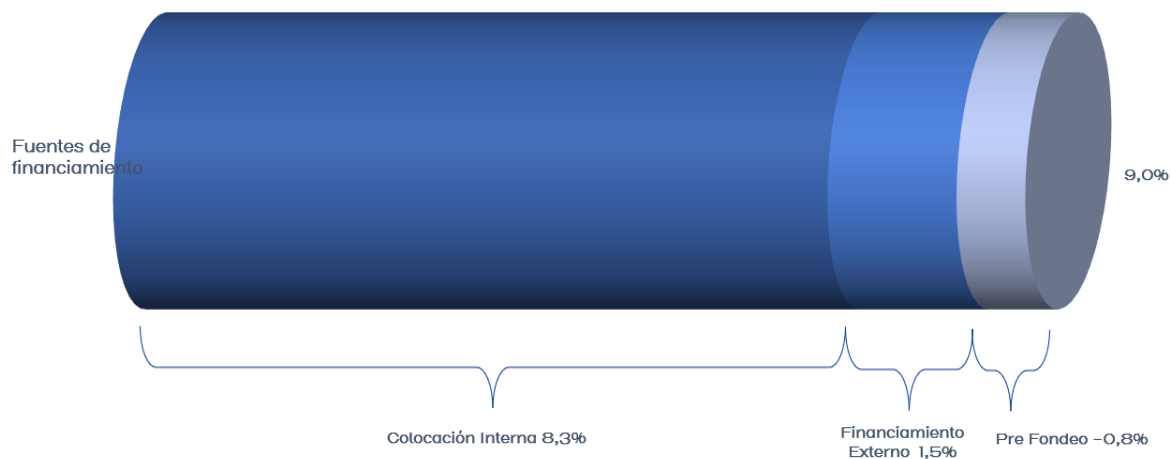 Fuentes de
financiamiento
9,0%
Colocación Interna 8,3%
Financiamiento
Externo 1,5%
Pre Fondeo -0,8%